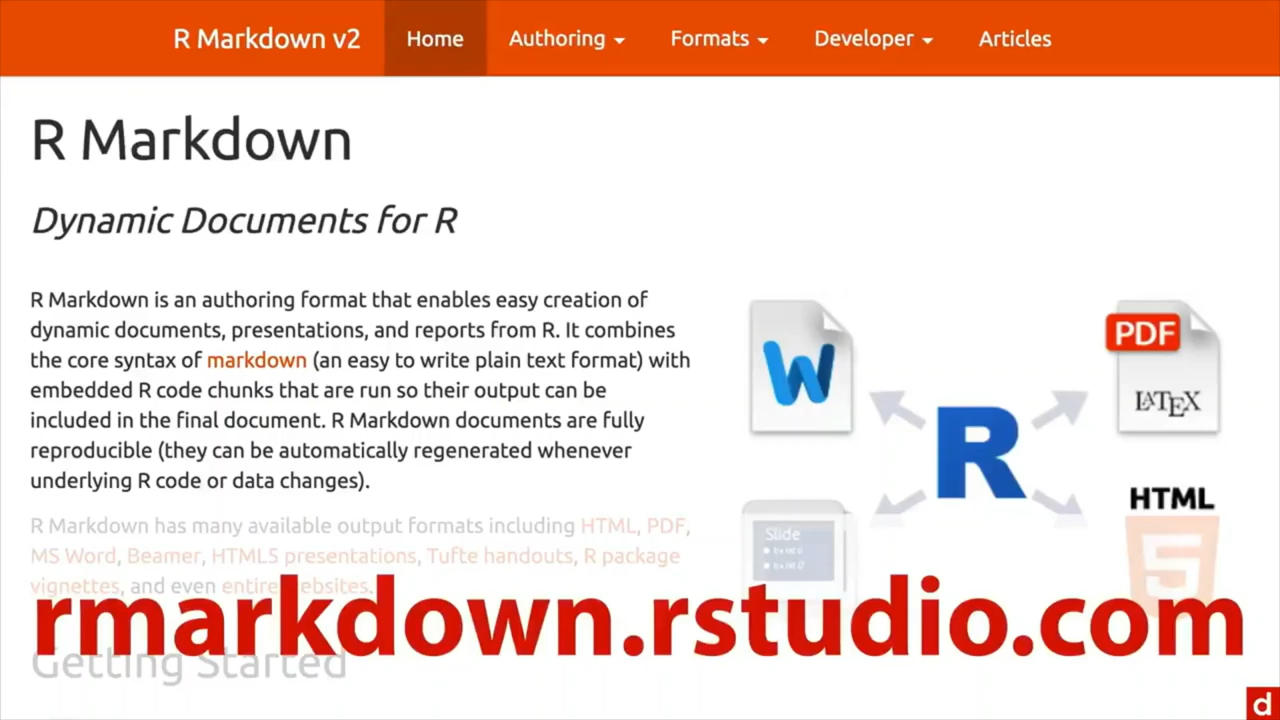 R Markdown v2 Home Authoring Formats Developer Articles
R Markdown
Dynamic Documents for R
R Markdown is an authoring format that enables easy creation of
dynamic documents, presentations, and reports from R. It combines
the core syntax of markdown (an easy to write plain text format) with
embedded R code chunks that are run so their output can be
included in the final document. R Markdown documents are fully
reproducible (they can be automatically regenerated whenever
underlying R code or data changes).
R Markdown has many available output formats including HTML, PDF,
MS Word, Beamer, HTML5 presentations, Tufte handouts, R package
vignettes, and even entire websites.
W
PDF
LATEX
R
Slide
HTML
5
rmarkdown.rstudio.com
Getting Started
d